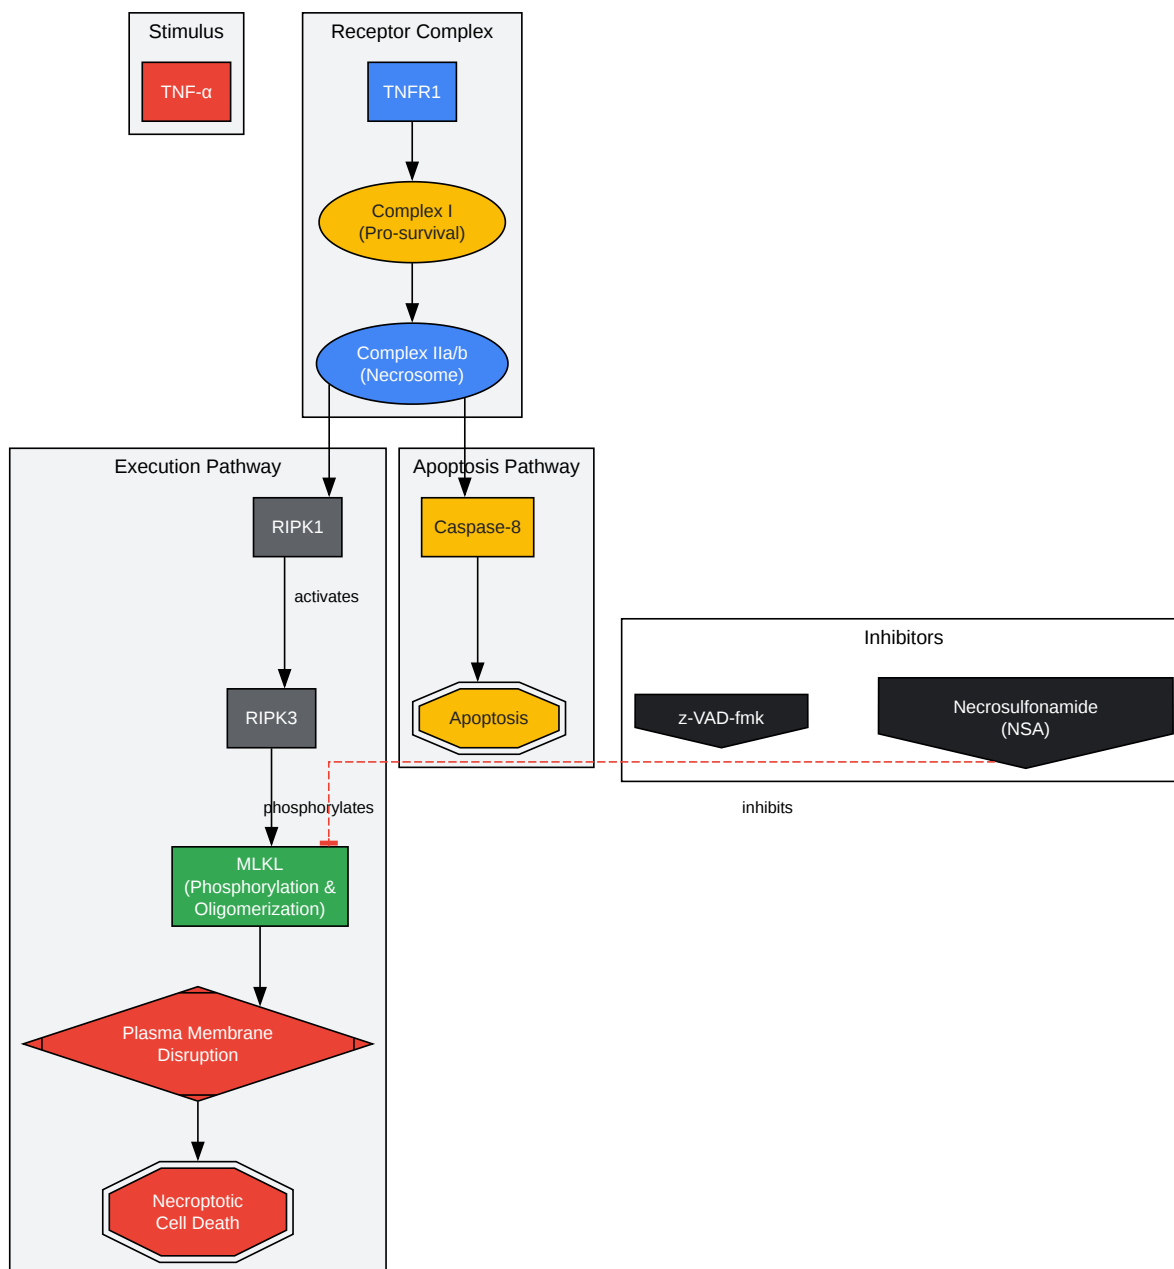 Stimulus
TNF-α
Receptor Complex
TNFR1
Complex I
(Pro-survival)
Complex IIa/b
(Necrosome)
Execution Pathway
RIPK1
activates
RIPK3
phosphorylates
MLKL
(Phosphorylation &
Oligomerization)
Plasma Membrane
Disruption
Necroptotic
Cell Death
Apoptosis Pathway
Caspase-8
Apoptosis
Inhibitors
z-VAD-fmk
Necrosulfonamide
(NSA)
inhibits